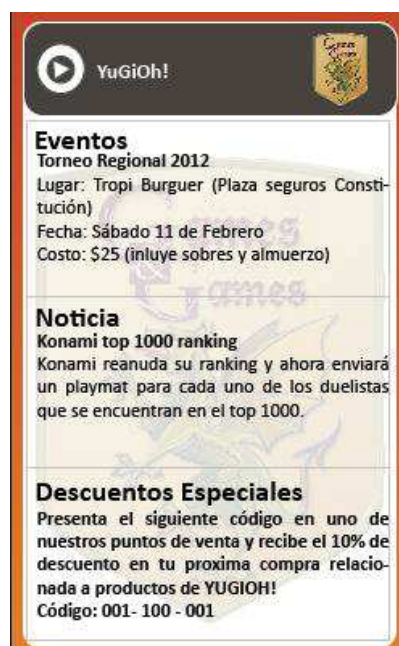 YuGiOh!
Games
Games
Eventos
Torneo Regional 2012
Lugar: Tropi Burguer (Plaza seguros Consti-
tución)
Fecha: Sábado 11 de Febrero
Costo: $25 (inluye sobres y almuerzo)
Games
Games
Noticia
Konami top 1000 ranking
Konami reanuda su ranking y ahora enviará
un playmat para cada uno de los duelistas
que se encuentran en el top 1000.
Descuentos Especiales
Presenta el siguiente código en uno de
nuestros puntos de venta y recibe el 10% de
descuento en tu proxima compra relacio-
nada a productos de YUGIOH!
Código: 001- 100 - 001